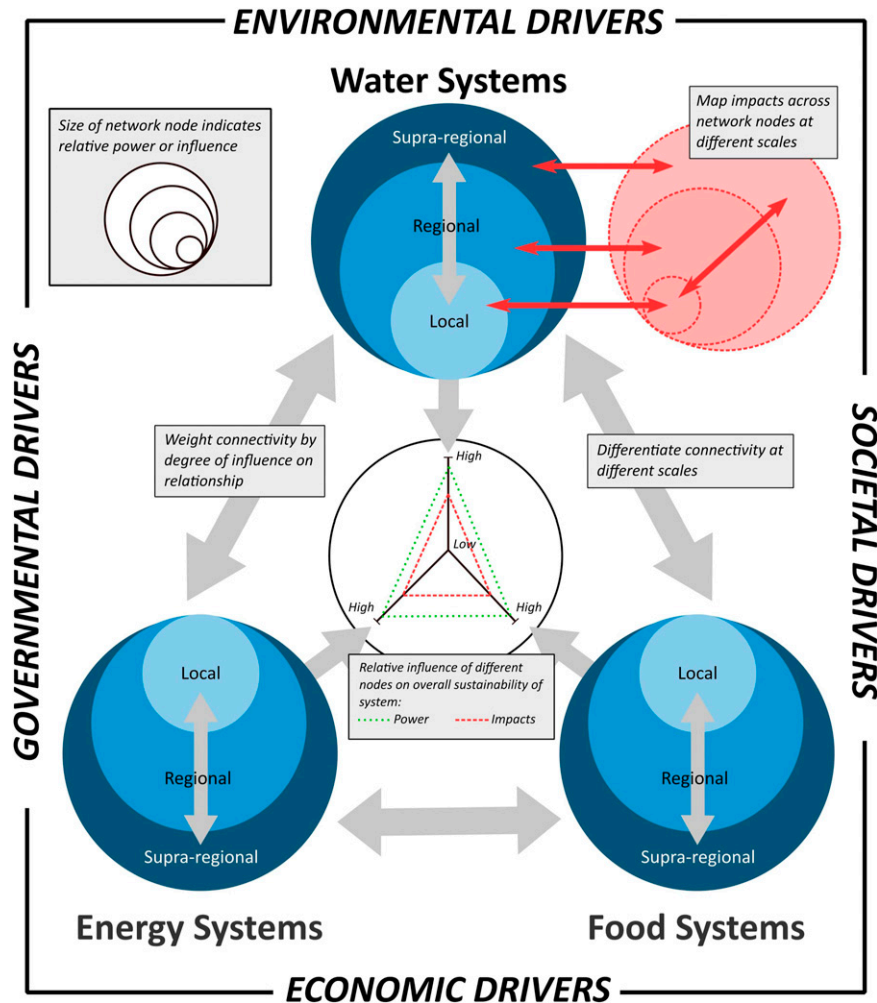 ENVIRONMENTAL DRIVERS
Water Systems
Size of network node indicates
relative power or influence
Map impacts across
network nodes at
different scales
Supra-regional
Regional
Local
GOVERNMENTAL DRIVERS
SOCIETAL DRIVERS
Weight connectivity by
degree of influence on
relationship
Differentiate connectivity at
different scales
High
Low
High
High
Relative influence of different
nodes on overall sustainability of
system:
Power
Impacts
Local
Regional
Supra-regional
Local
Regional
Supra-regional
Energy Systems
Food Systems
ECONOMIC DRIVERS